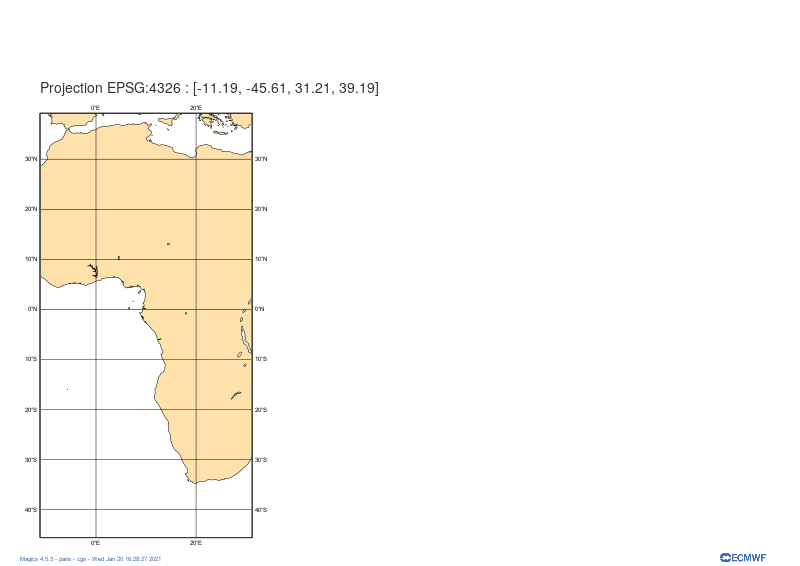 Projection EPSG:4326 : [-11.19, -45.61, 31.21, 39.19]
0°E 20°E
30°N 30°N
20°N 20°N
10°N 10°N
0°N 0°N
10°S 10°S
20°S 20°S
30°S 30°S
40°S 40°S
0°E 20°E
Magics 4.5.3 - paris - cgs - Wed Jan 20 16:28:27 2021
ECMWF